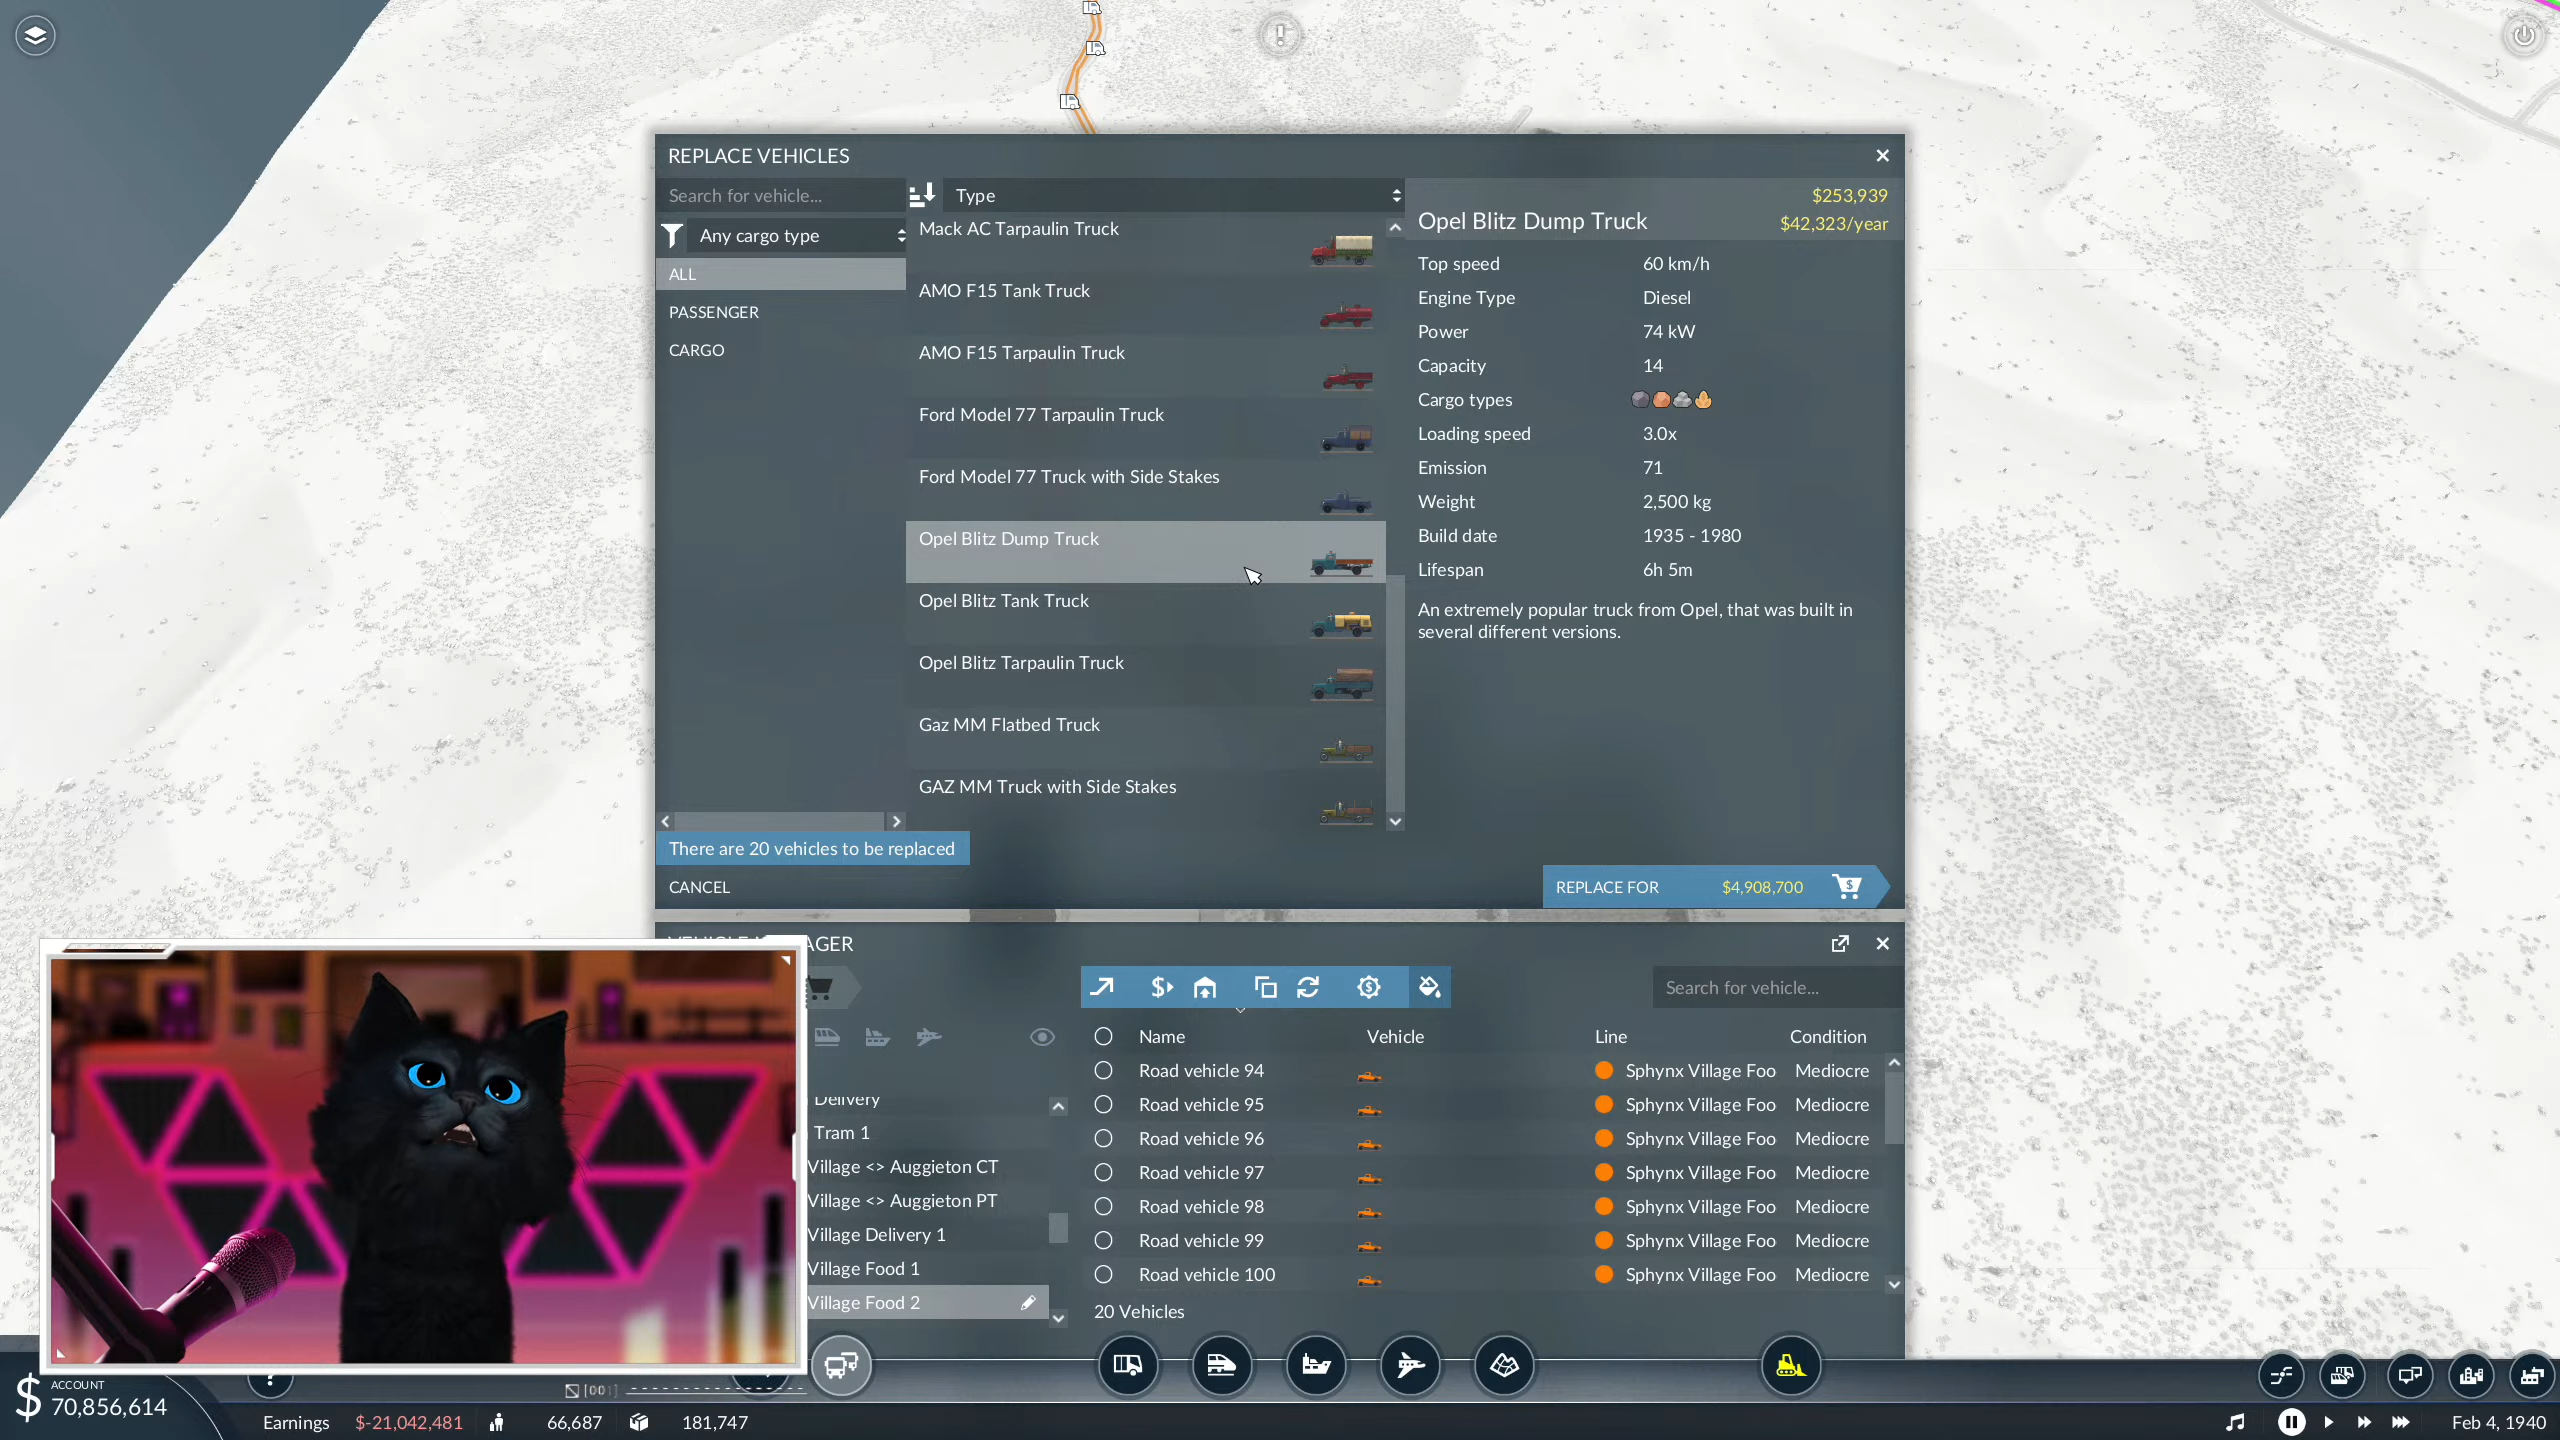 REPLACE VEHICLES
Search for vehicle...
Type
Any cargo type
ALL
PASSENGER
CARGO
Mack AC Tarpaulin Truck
AMO F15 Tank Truck
AMO F15 Tarpaulin Truck
Ford Model 77 Tarpaulin Truck
Ford Model 77 Truck with Side Stakes
Opel Blitz Dump Truck
Opel Blitz Tank Truck
Opel Blitz Tarpaulin Truck
Gaz MM Flatbed Truck
GAZ MM Truck with Side Stakes
$253,939
Opel Blitz Dump Truck
$42,323/year
Top speed 60 km/h
Engine Type Diesel
Power 74 kW
Capacity 14
Cargo types
Loading speed 3.0x
Emission 71
Weight 2,500 kg
Build date 1935 - 1980
Lifespan 6h 5m
An extremely popular truck from Opel, that was built in
several different versions.
There are 20 vehicles to be replaced
CANCEL
REPLACE FOR $4,908,700
AGER
Search for vehicle...
Delivery
Tram 1
Village <> Auggieton CT
Village <> Auggieton PT
Village Delivery 1
Village Food 1
Village Food 2
Name Vehicle Line Condition
Road vehicle 94 Sphynx Village Foo Mediocre
Road vehicle 95 Sphynx Village Foo Mediocre
Road vehicle 96 Sphynx Village Foo Mediocre
Road vehicle 97 Sphynx Village Foo Mediocre
Road vehicle 98 Sphynx Village Foo Mediocre
Road vehicle 99 Sphynx Village Foo Mediocre
Road vehicle 100 Sphynx Village Foo Mediocre
20 Vehicles
[001]
ACCOUNT
$ 70,856,614
Earnings $-21,042,481 66,687 181,747
Feb 4, 1940